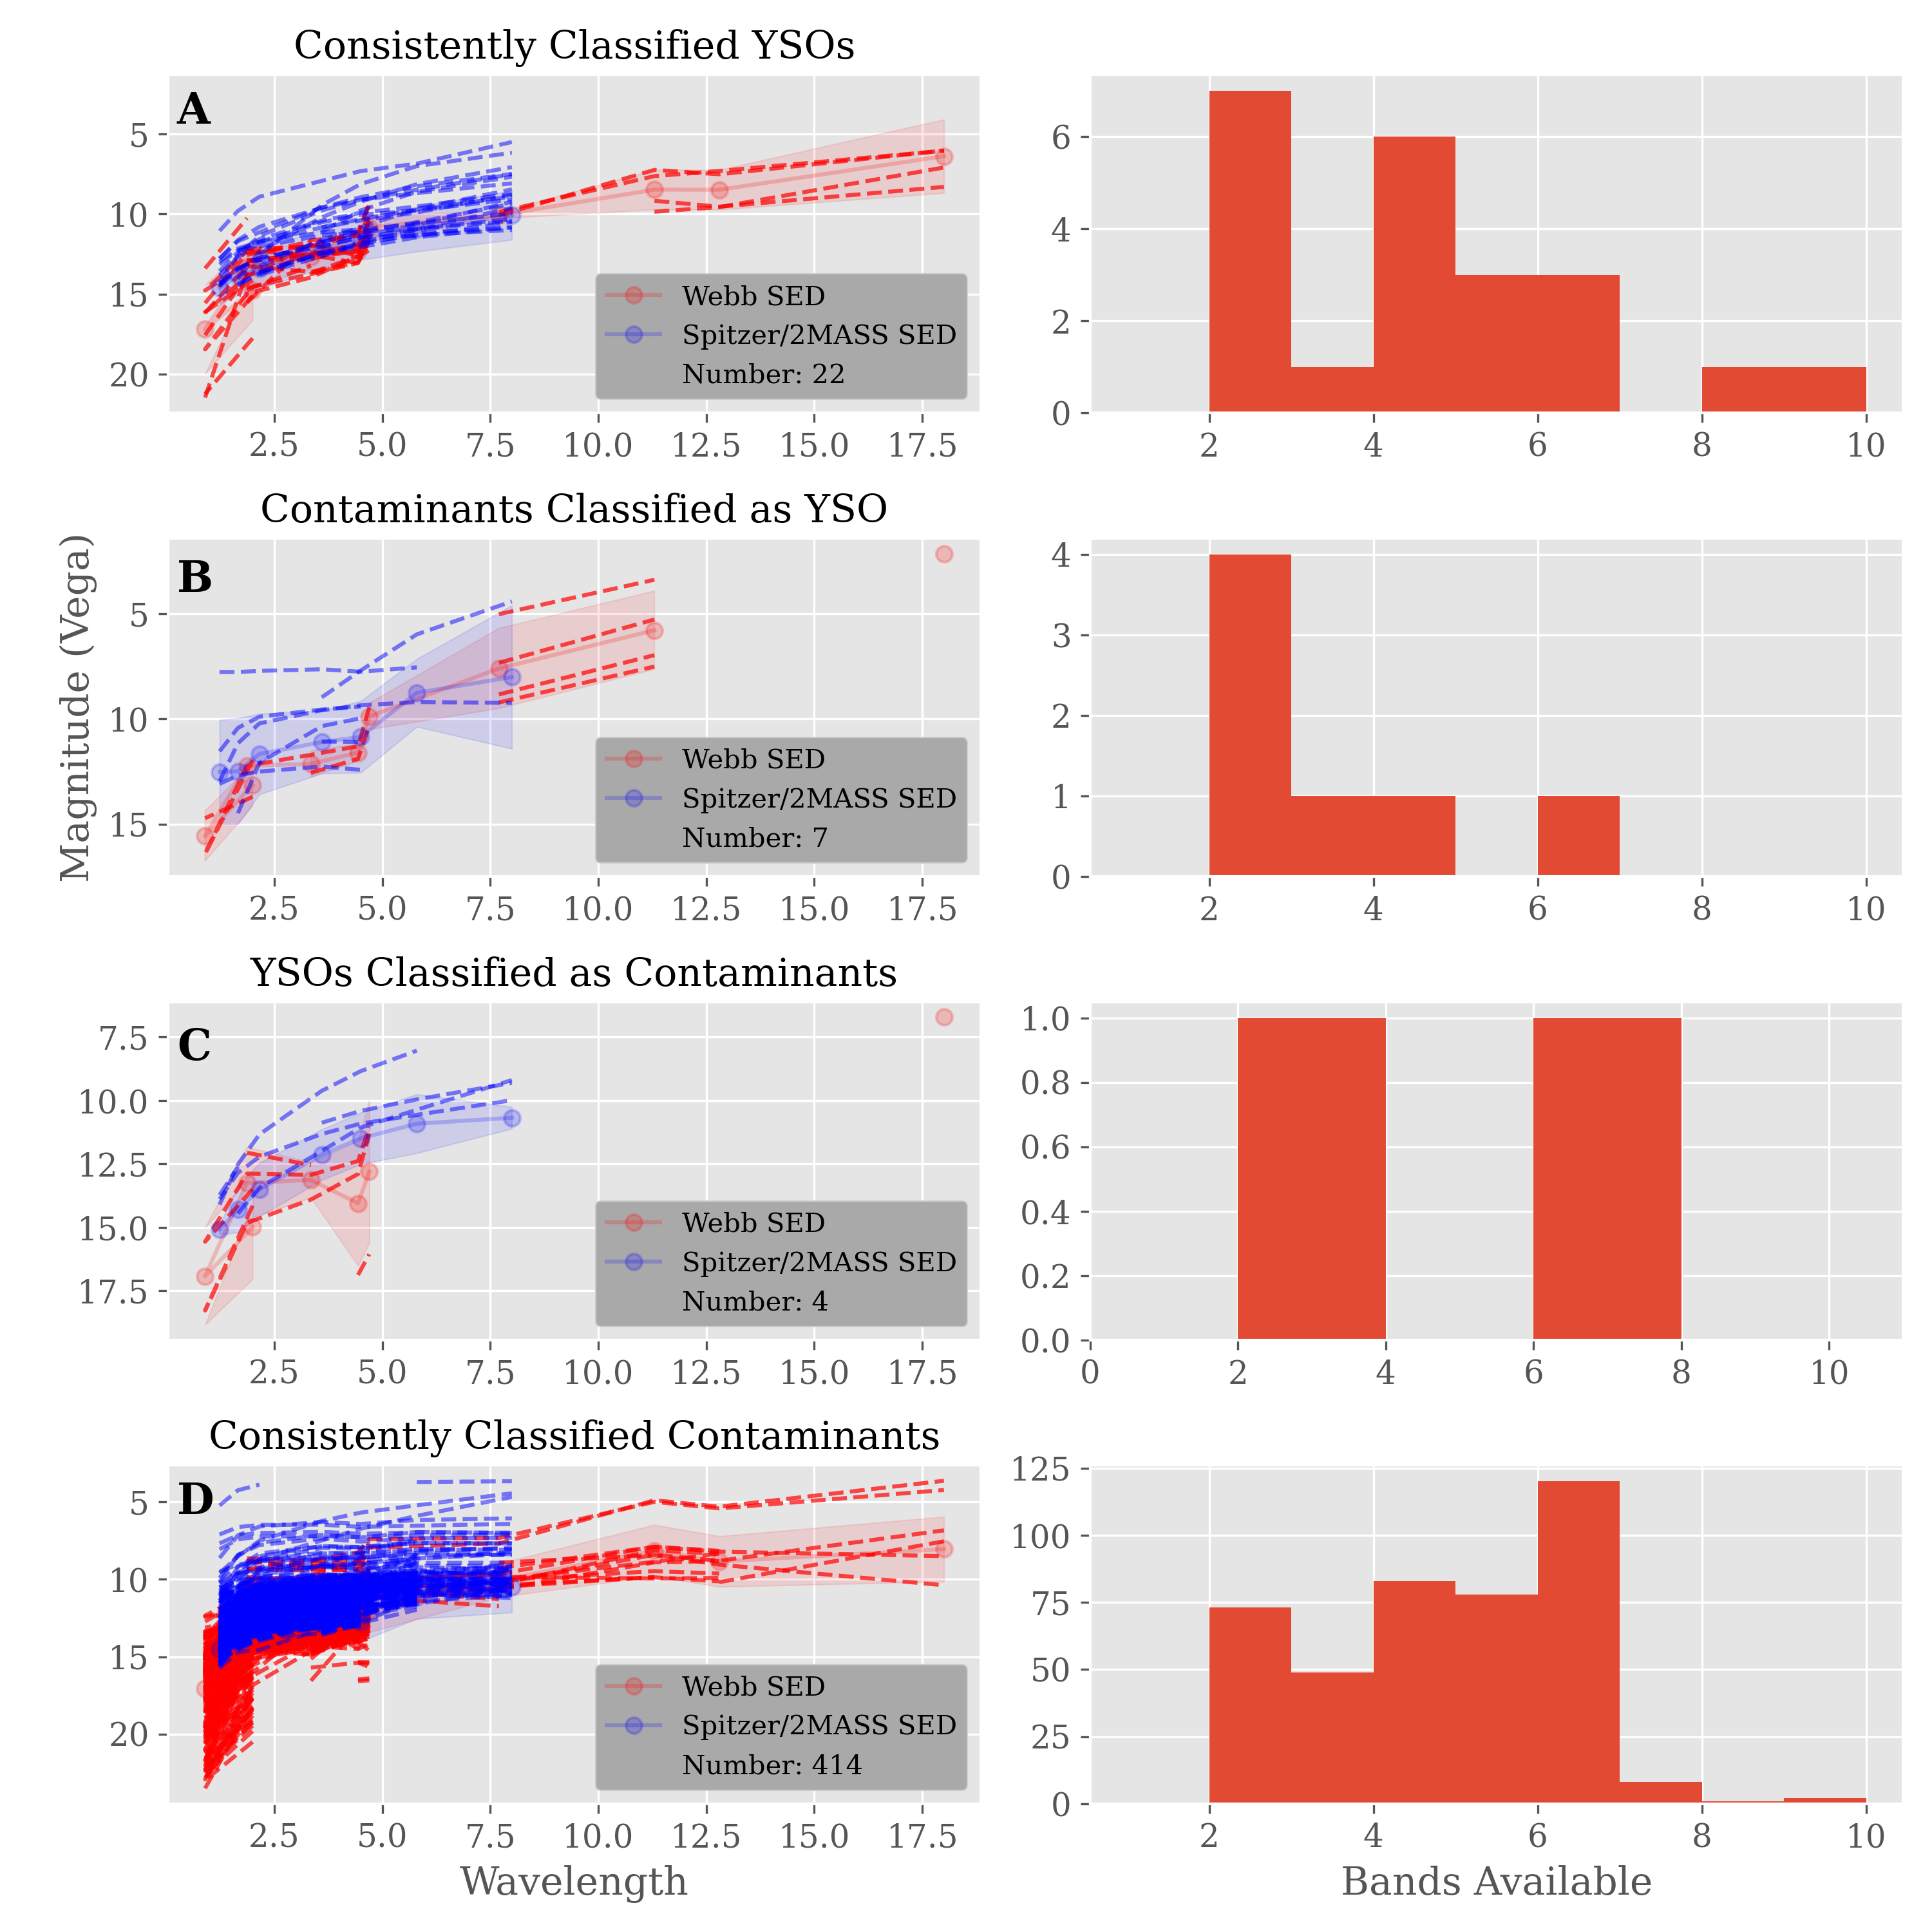 Consistently Classified YSOs
A
5
10
15
20
Webb SED
Spitzer/2MASS SED
Number: 22
2.5 5.0 7.5 10.0 12.5 15.0 17.5
6
4
2
0
2 4 6 8 10
Contaminants Classified as YSO
B
5
10
15
Webb SED
Spitzer/2MASS SED
Number: 7
2.5 5.0 7.5 10.0 12.5 15.0 17.5
4
3
2
1
0
2 4 6 8 10
Magnitude (Vega)
YSOs Classified as Contaminants
C
7.5
10.0
12.5
15.0
17.5
Webb SED
Spitzer/2MASS SED
Number: 4
2.5 5.0 7.5 10.0 12.5 15.0 17.5
1.0
0.8
0.6
0.4
0.2
0.0
0 2 4 6 8 10
Consistently Classified Contaminants
D
5
10
15
20
Webb SED
Spitzer/2MASS SED
Number: 414
2.5 5.0 7.5 10.0 12.5 15.0 17.5
Wavelength
125
100
75
50
25
0
2 4 6 8 10
Bands Available